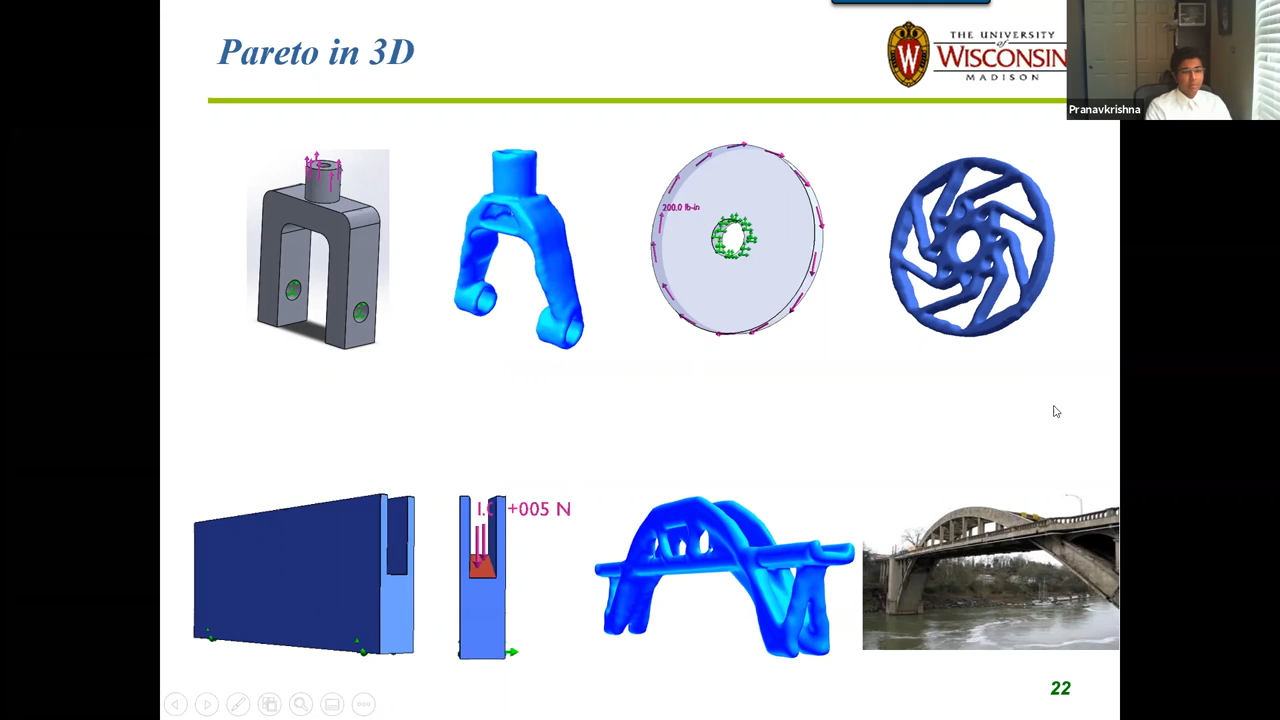 Pareto in 3D
THE UNIVERSITY
of
WISCONSIN
MADISON
W
Pranavkrishna
200.0 lb-in
+005 N
22